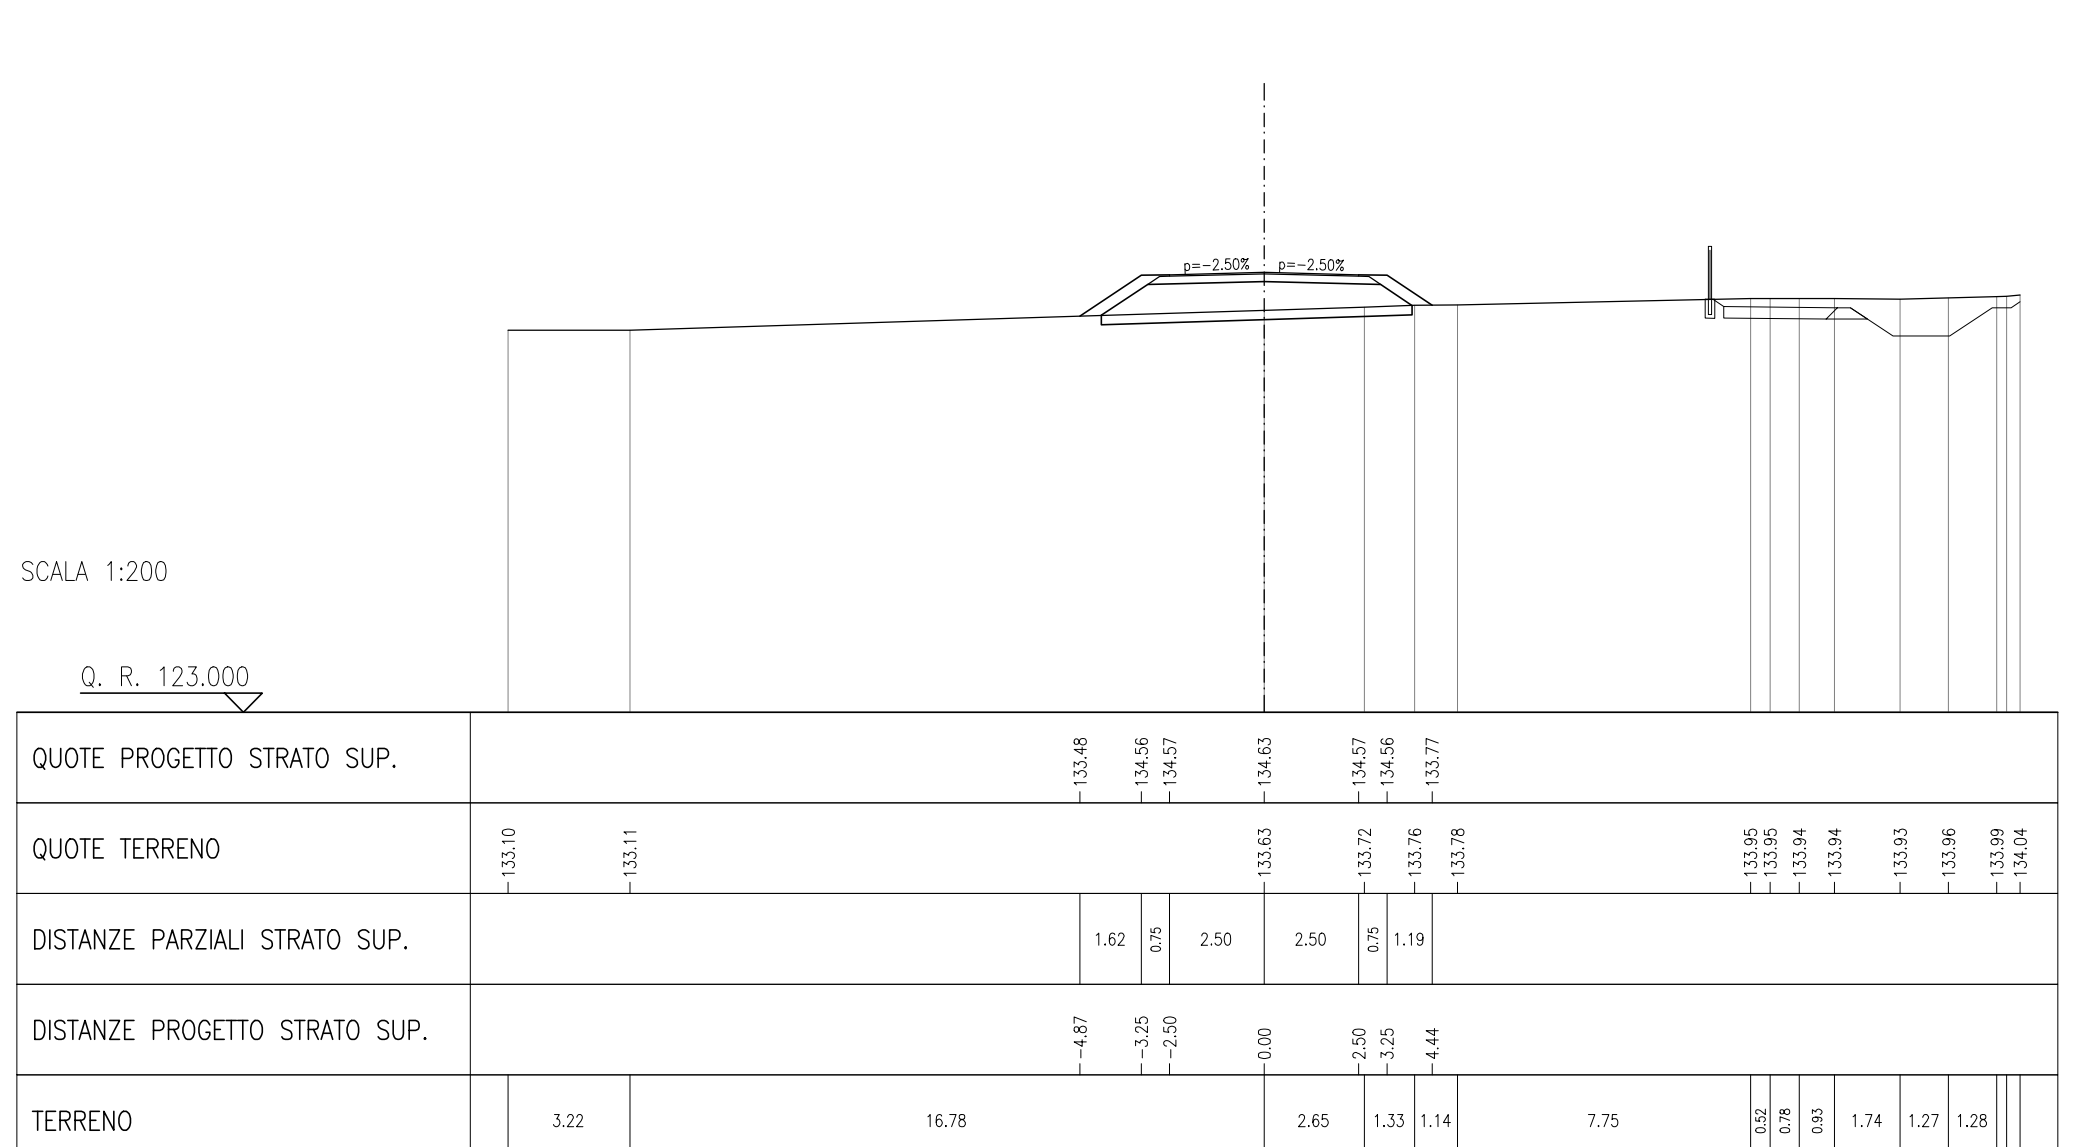 p=-2.50% p=-2.50%
SCALA 1:200
Q. R. 123.000
QUOTE PROGETTO STRATO SUP. 133.48 134.56 134.57 134.63 134.57 134.56 133.77
QUOTE TERRENO 133.10 133.11 133.63 133.72 133.76 133.78 133.95 133.95 133.94 133.94 133.93 133.96 133.99 134.04
DISTANZE PARZIALI STRATO SUP. 1.62 0.75 2.50 2.50 0.75 1.19
DISTANZE PROGETTO STRATO SUP. -4.87 -3.25 -2.50 0.00 2.50 3.25 4.44
TERRENO 3.22 16.78 2.65 1.33 1.14 7.75 0.52 0.78 0.93 1.74 1.27 1.28